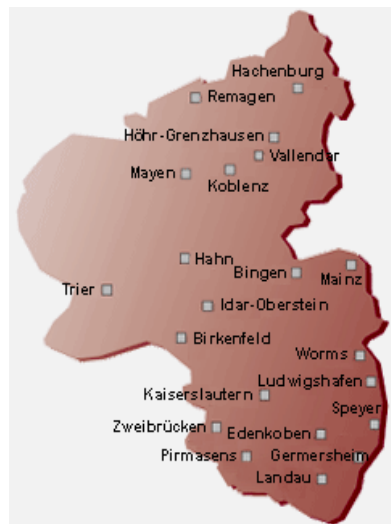 Hachenburg
Remagen
Höhr-Grenzhausen
Vallendar
Mayen
Koblenz
Hahn
Bingen
Mainz
Trier
Idar-Oberstein
Birkenfeld
Worms
Ludwigshafen
Kaiserslautern
Speyer
Zweibrücken
Edenkoben
Pirmasens
Germersheim
Landau